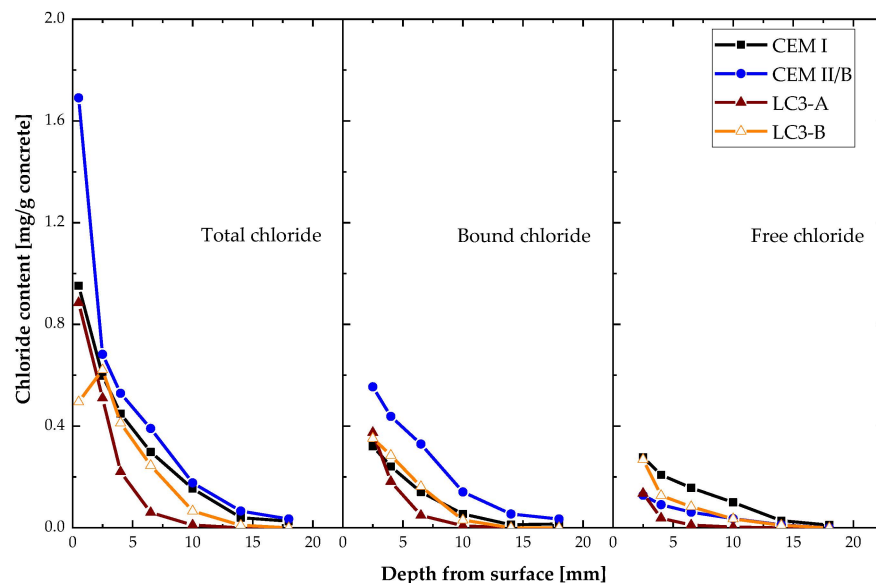 2.0
1.6
1.2
0.8
0.4
0.0
Chloride content [mg/g concrete]
Total chloride
Bound chloride
Free chloride
CEM I
CEM II/B
LC3-A
LC3-B
0 5 10 15 20 0 5 10 15 20 0 5 10 15 20
Depth from surface [mm]